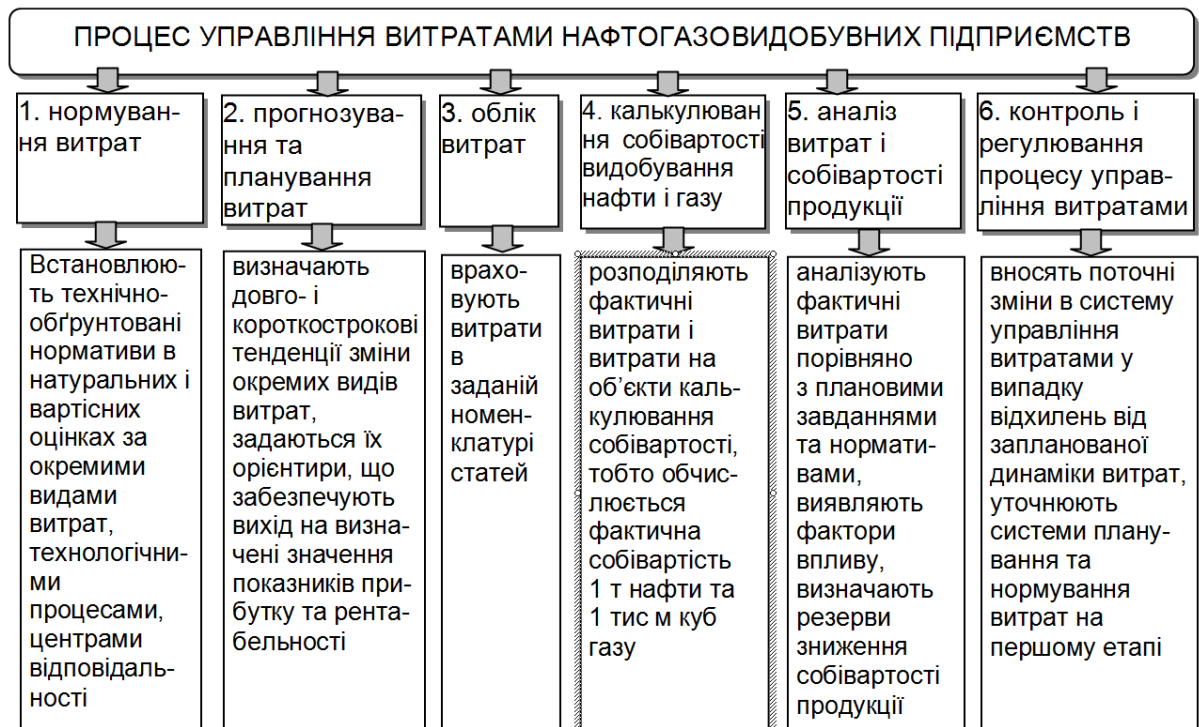 ПРОЦЕС УПРАВЛІННЯ ВИТРАТАМИ НАФТОГАЗОВИДОБУВНИХ ПІДПРИЄМСТВ
1. нормуван-
ня витрат
2. прогнозува-
ння та
планування
витрат
3. облік
витрат
4. калькулюван
ня собівартості
видобування
нафти і газу
5. аналіз
витрат і
собівартості
продукції
6. контроль і
регулювання
процесу управ-
ління витратами
Встановлюю-
ть технічно-
обґрунтовані
нормативи в
натуральних і
вартісних
оцінках за
окремими
видами
витрат,
технологічни-
ми
процесами,
центрами
відповідаль-
ності
визначають
довго- і
короткострокові
тенденції зміни
окремих видів
витрат,
задаються їх
орієнтири, що
забезпечують
вихід на визна-
чені значення
показників при-
бутку та рента-
бельності
врахо-
вують
витрати
в
заданій
номен-
клатурі
статей
розподіляють
фактичні
витрати і
витрати на
об’єкти каль-
кулювання
собівартості,
тобто обчис-
люється
фактична
собівартість
1 т нафти та
1 тис м куб
газу
аналізують
фактичні
витрати
порівняно
з плановими
завданнями
та нормати-
вами,
виявляють
фактори
впливу,
визначають
резерви
зниження
собівартості
продукції
вносять поточні
зміни в систему
управління
витратами у
випадку
відхилень від
запланованої
динаміки витрат,
уточнюють
системи плану-
вання та
нормування
витрат на
першому етапі